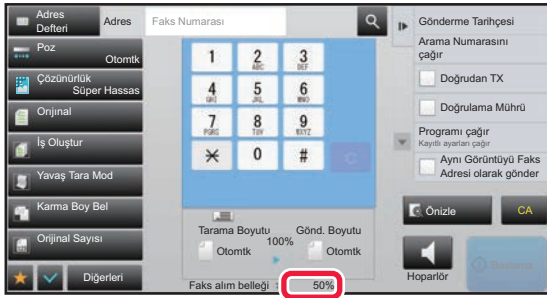 Adres
Defteri
Adres
Faks Numarası
Poz
Otomtk
Çözünürlük
Süper Hassas
Orijinal
İş Oluştur
Yavaş Tara
Mod
Karma Boy Bel
Orijinal Sayısı
Diğerleri
1
2
ABC
3
DEF
4
GHI
5
JKL
6
MNO
7
PQRS
8
TUV
9
WXYZ
0
#
C
Tarama Boyutu
Gönd. Boyutu
100%
Otomtk
Otomtk
Faks alım belleği :
50%
Gönderme Tarihçesi
Arama Numarasını
çağır
Doğrudan TX
Doğrulama Mührü
Programı çağır
Kayıtlı ayarları çağır
Aynı Görüntüyü Faks
Adresi olarak gönder
Önizle
CA
Hoparlör